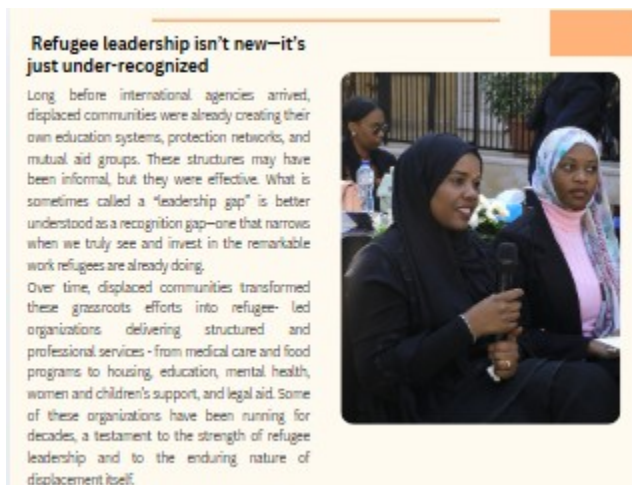 Refugee leadership isn't new—it's
just under-recognized
Long before international agencies arrived,
displaced communities were already creating their
own education systems, protection networks, and
mutual aid groups. These structures may have
been informal, but they were effective. What is
sometimes called a "leadership gap" is better
understood as a recognition gap—one that narrows
when we truly see and invest in the remarkable
work refugees are already doing.
Over time, displaced communities transformed
these grassroots efforts into refugee- led
organizations delivering structured and
professional services - from medical care and food
programs to housing, education, mental health,
women and children's support, and legal aid. Some
of these organizations have been running for
decades, a testament to the strength of refugee
leadership and to the enduring nature of
displacement itself.